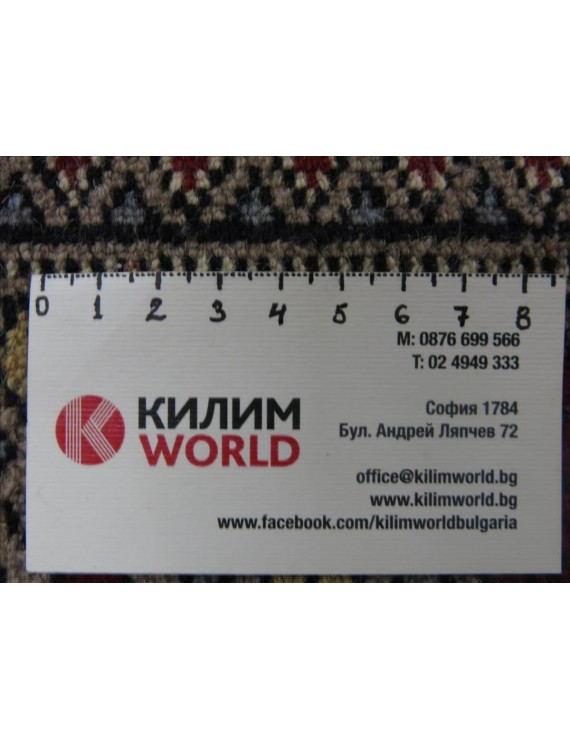 0 1 2 3 4 5 6 7 8
M: 0876 699 566
T: 02 4949 333
КИЛИМ
WORLD
София 1784
Бул. Андрей Ляпчев 72
office@kilimworld.bg
www.kilimworld.bg
www.facebook.com/kilimworldbulgaria